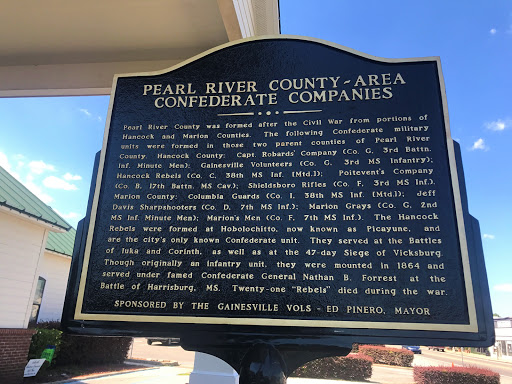 PEARL RIVER COUNTY-AREA
CONFEDERATE COMPANIES
Pearl River County was formed after the Civil War from portions of
Hancock and Marion Counties. The following Confederate military
units were formed in those two parent counties of Pearl River
County. Hancock County: Capt. Robards' Company (Co. G, 3rd Battn.
Inf. Minute Men); Gainesville Volunteers (Co. G, 3rd MS Infantry);
Hancock Rebels (Co. C, 38th MS Inf. [Mtd.]); Poitevent's Company
(Co. B, 17th Battn. MS Cav.); Shieldsboro Rifles (Co. F, 3rd MS Inf.).
Marion County: Columbia Guards (Co. I, 38th MS Inf. [Mtd.]); Jeff
Davis Sharpshooters (Co. D, 7th MS Inf.); Marion Grays (Co. G, 2nd
MS Inf. Minute Men); Marion's Men (Co. F, 7th MS Inf.). The Hancock
Rebels were formed at Hobolochitto, now known as Picayune, and
are the city's only known Confederate unit. They served at the Battles
of Iuka and Corinth, as well as at the 47-day Siege of Vicksburg.
Though originally an infantry unit, they were mounted in 1864 and
served under famed Confederate General Nathan B. Forrest at the
Battle of Harrisburg, MS. Twenty-one "Rebels" died during the war.
SPONSORED BY THE GAINESVILLE VOLS - ED PINERO, MAYOR